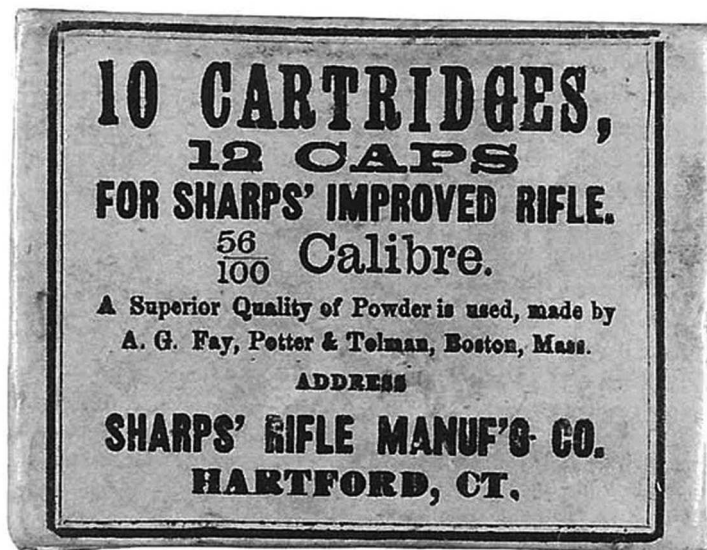 10 CARTRIDGES,
12 CAPS
FOR SHARPS' IMPROVED RIFLE.
56/100 Calibre.
A Superior Quality of Powder is used, made by
A. G. Fay, Potter & Tolman, Boston, Mass.
ADDRESS
SHARPS' RIFLE MANUF'G CO.
HARTFORD, CT.